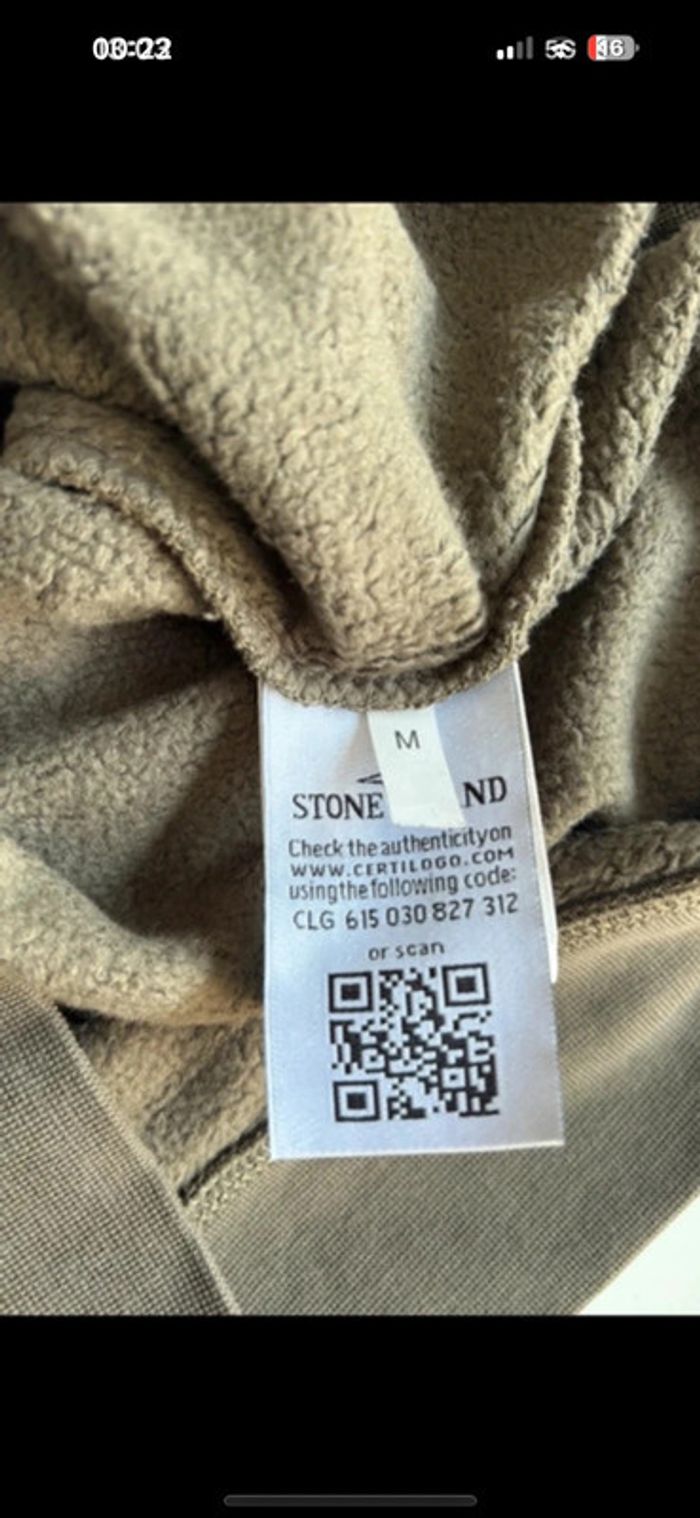 16
M
STONE ND
Check the authenticity on
WWW.CERTILOGO.COM
using the following code:
CLG 615 030 827 312
or scan